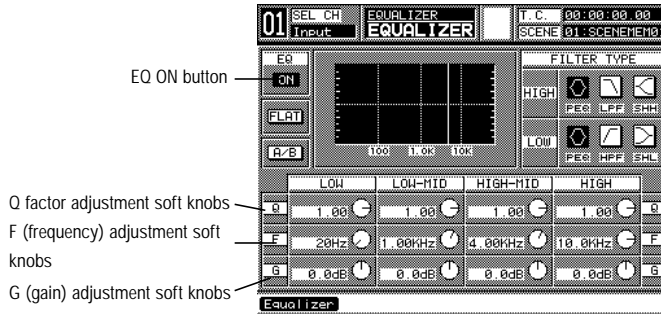 01 SEL CH EQUALIZER T.C. 00:00:00.00
Input EQUALIZER SCENE 01:SCENEMEM0
EQ FILTER TYPE
EQ ON button
ON
HIGH
PEQ LPF SHH
FLAT
LOW
A/B
100 1.0K 10K
PEQ HPF SHL
LOW LOW-MID HIGH-MID HIGH
Q factor adjustment soft knobs
Q 1.00 1.00 1.00 1.00 Q
F (frequency) adjustment soft
knobs
F 20Hz 1.00KHz 4.00KHz 10.0KHz F
G (gain) adjustment soft knobs
G 0.0dB 0.0dB 0.0dB 0.0dB G
Equalizer